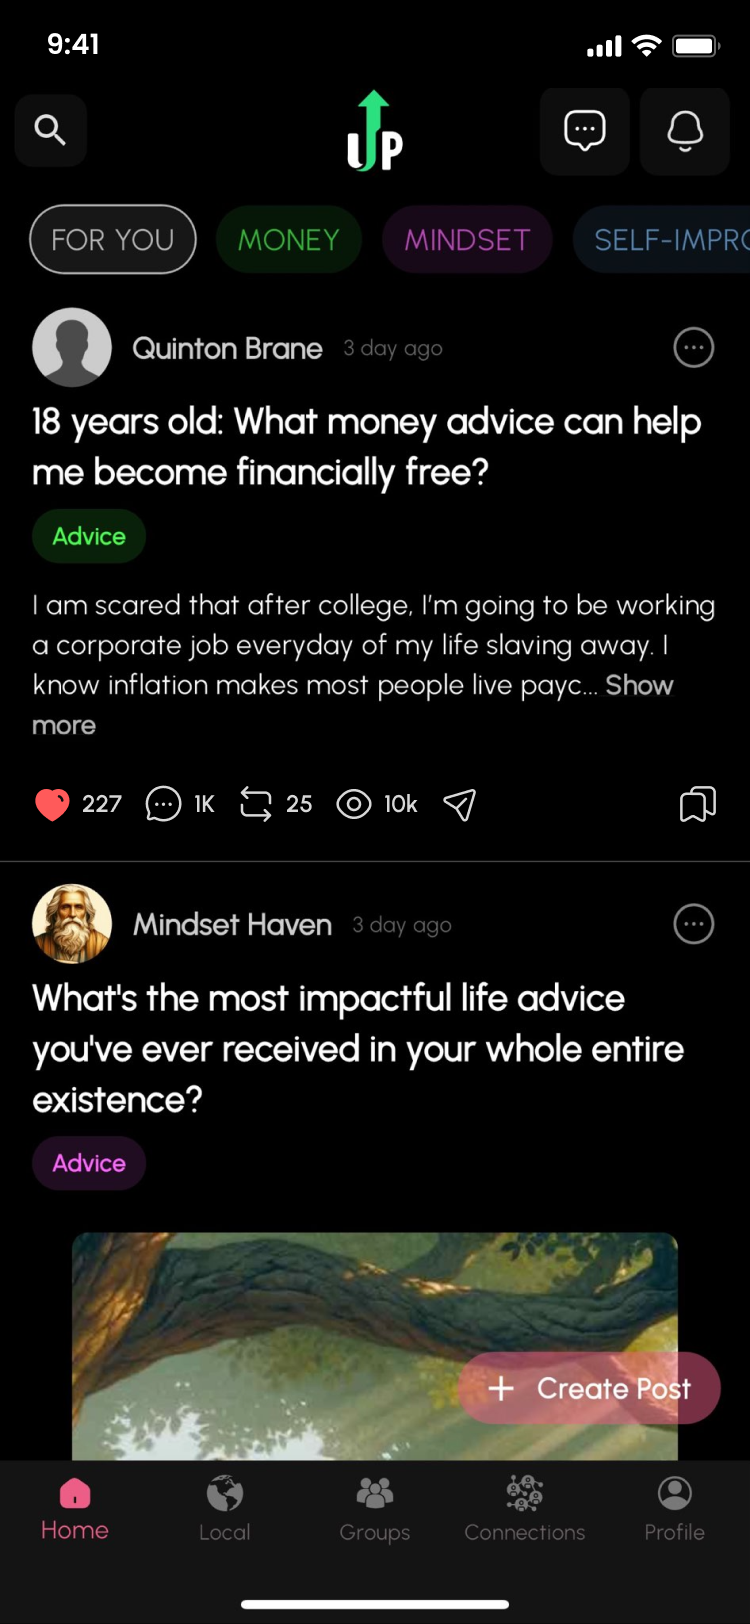 9:41
UP
FOR YOU MONEY MINDSET SELF-IMPRO
Quinton Brane 3 day ago
18 years old: What money advice can help
me become financially free?
Advice
I am scared that after college, I'm going to be working
a corporate job everyday of my life slaving away. I
know inflation makes most people live payc... Show
more
227 1K 25 10k
Mindset Haven 3 day ago
What's the most impactful life advice
you've ever received in your whole entire
existence?
Advice
+ Create Post
Home Local Groups Connections Profile